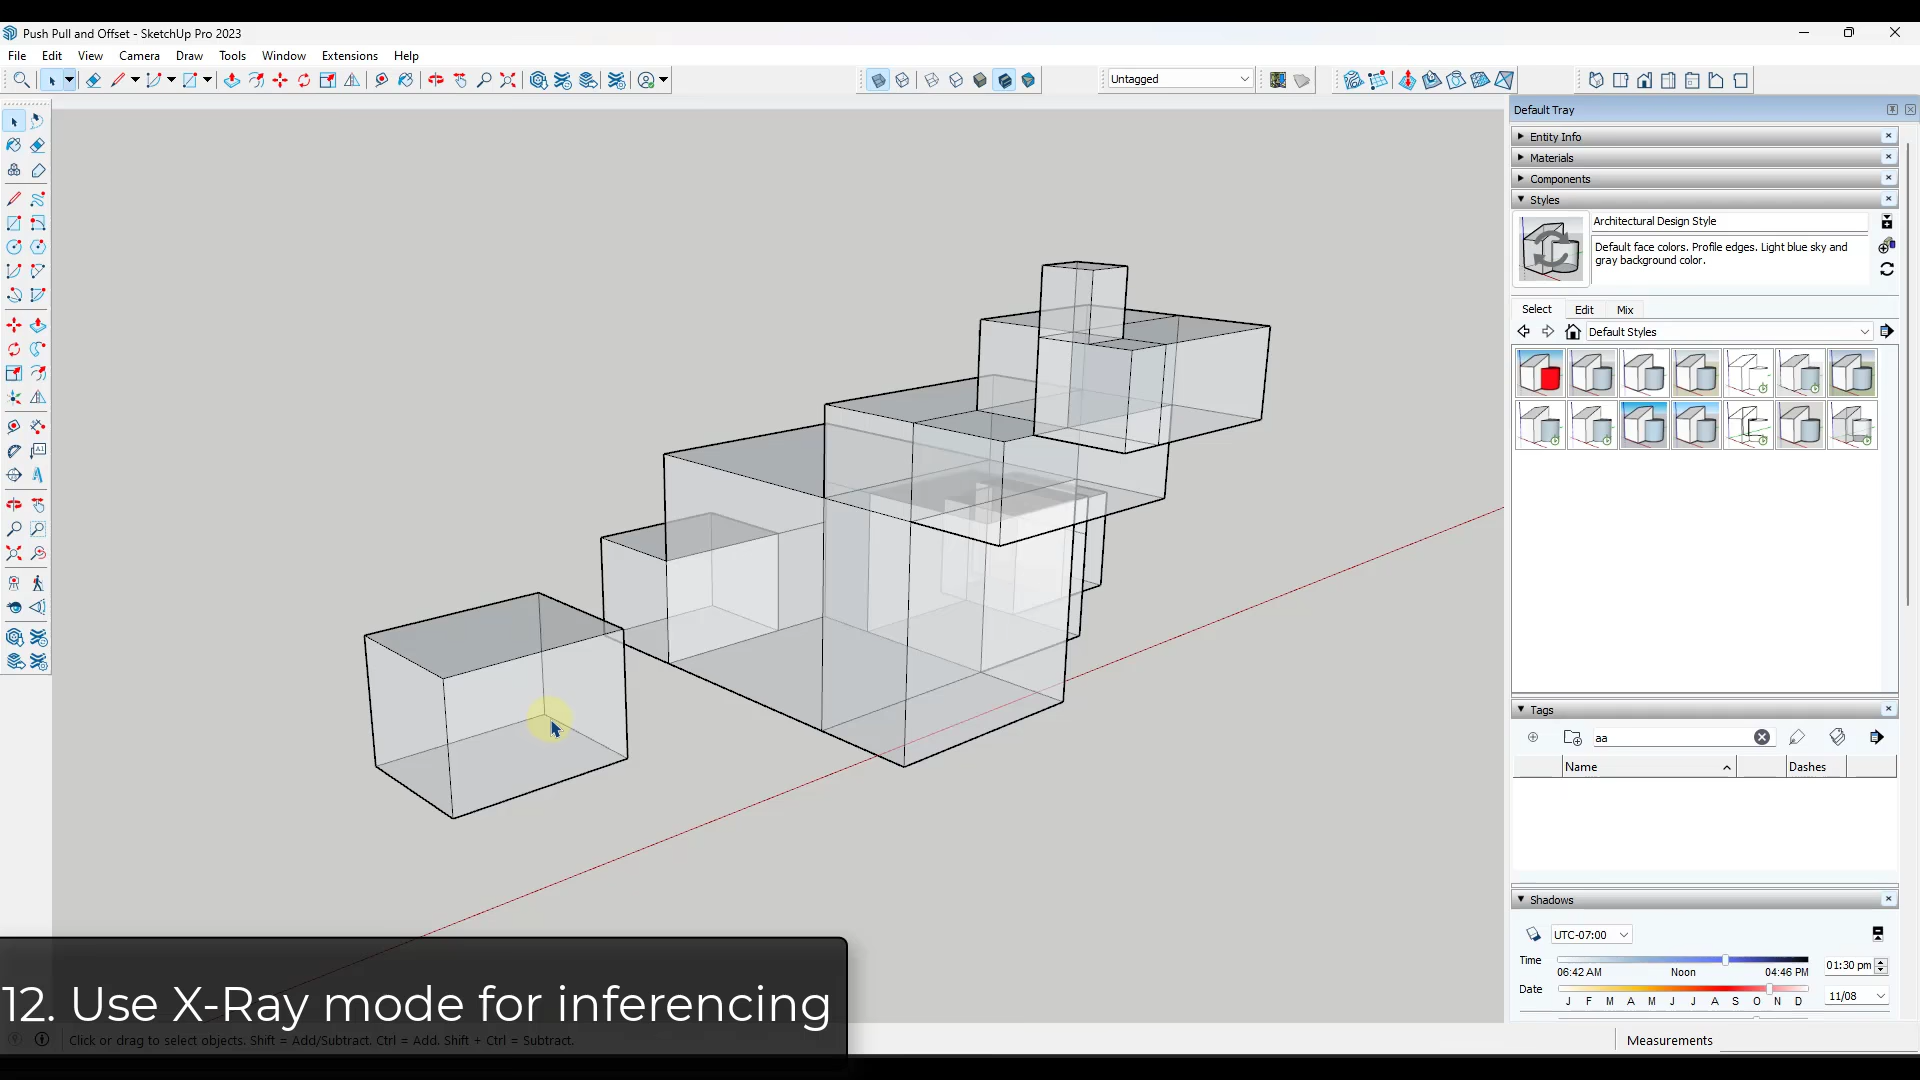 Push Pull and Offset - SketchUp Pro 2023
File Edit View Camera Draw Tools Window Extensions Help
Untagged
Default Tray
Entity Info
Materials
Components
Styles
Architectural Design Style
Default face colors. Profile edges. Light blue sky and
gray background color.
Select Edit Mix
Default Styles
Tags
aa
Name Dashes
Shadows
UTC-07:00
Time 06:42 AM Noon 04:46 PM 01:30 pm
Date J F M A M J J A S O N D 11/08
12. Use X-Ray mode for inferencing
Click or drag to select objects. Shift = Add/Subtract. Ctrl = Add. Shift + Ctrl = Subtract.
Measurements